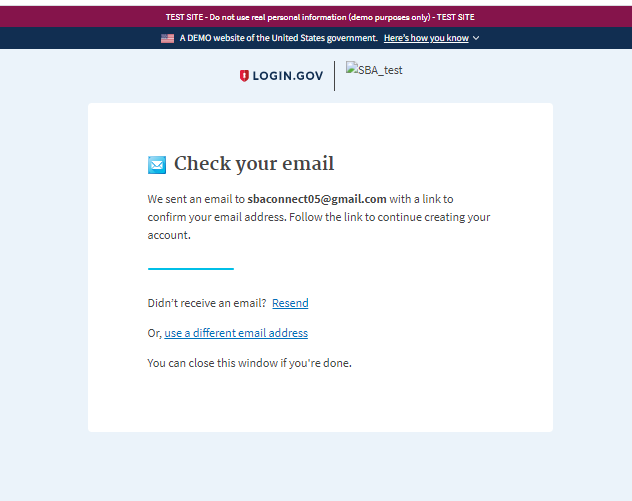 TEST SITE - Do not use real personal information (demo purposes only) - TEST SITE
A DEMO website of the United States government. Here's how you know
LOGIN.GOV SBA_test
Check your email
We sent an email to sbaconnect05@gmail.com with a link to
confirm your email address. Follow the link to continue creating your
account.
Didn't receive an email? Resend
Or, use a different email address
You can close this window if you're done.